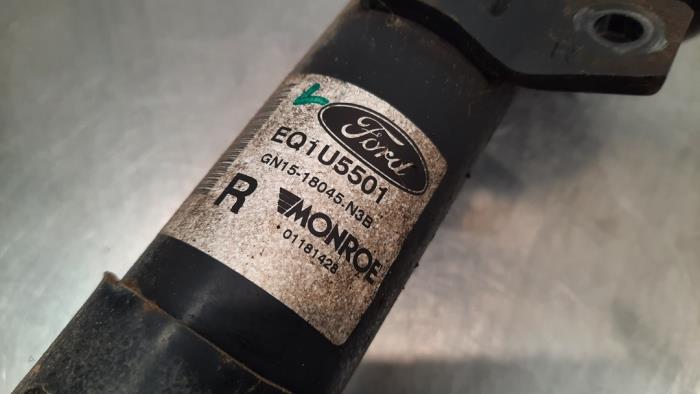 Ford
EQ1U5501
GN15-18045-N3B
R
MONROE
01181428
R